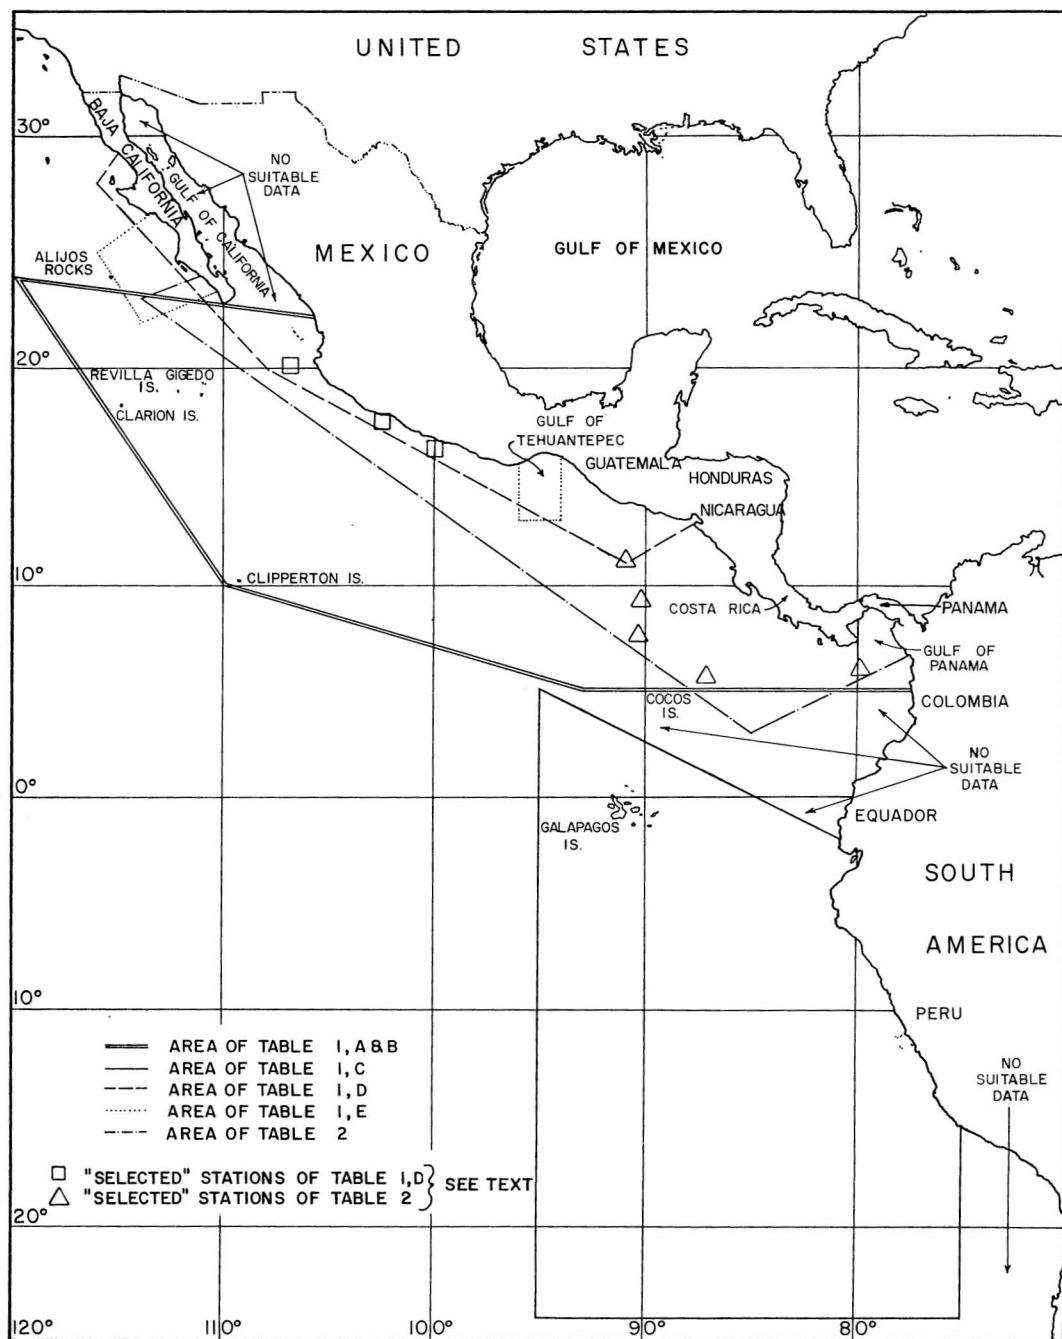 UNITED STATES
30°
BAJA CALIFORNIA
GULF OF CALIFORNIA
NO
SUITABLE
DATA
MEXICO
GULF OF MEXICO
ALIJOS
ROCKS
20°
REVILLA GIGEDO
IS.
CLARION IS.
GULF OF
TEHUANTEPEC
GUATEMALA
HONDURAS
NICARAGUA
CLIPPERTON IS.
10°
COSTA RICA
PANAMA
GULF OF
PANAMA
COCOS
IS.
COLOMBIA
NO
SUITABLE
DATA
0°
EQUADOR
GALAPAGOS
IS.
SOUTH
AMERICA
10°
PERU
AREA OF TABLE 1, A & B
AREA OF TABLE 1, C
AREA OF TABLE 1, D
AREA OF TABLE 1, E
AREA OF TABLE 2
NO
SUITABLE
DATA
"SELECTED" STATIONS OF TABLE 1, D
"SELECTED" STATIONS OF TABLE 2
SEE TEXT
20°
120° 110° 100° 90° 80°